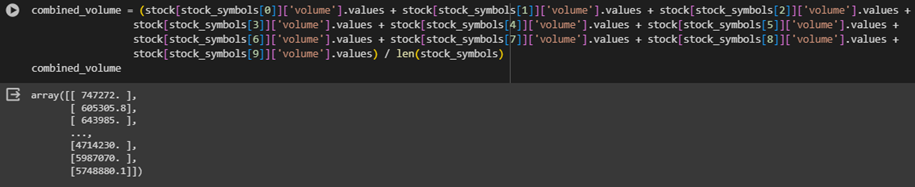 combined_volume = (stock[stock_symbols[0]]['volume'].values + stock[stock_symbols[1]]['volume'].values + stock[stock_symbols[2]]['volume'].values +
stock[stock_symbols[3]]['volume'].values + stock[stock_symbols[4]]['volume'].values + stock[stock_symbols[5]]['volume'].values +
stock[stock_symbols[6]]['volume'].values + stock[stock_symbols[7]]['volume'].values + stock[stock_symbols[8]]['volume'].values +
stock[stock_symbols[9]]['volume'].values) / len(stock_symbols)
combined_volume
array([[ 747272. ],
[ 605305.8],
[ 643985. ],
...,
[4714230. ],
[5987070. ],
[5748880.1]])